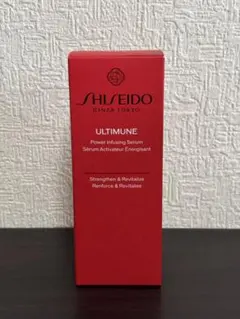 SHISEIDO
GINZA TOKYO
ULTIMUNE
Power Infusing Serum
Sérum Activateur Énergisant
Strengthen & Revitalize
Renforce & Revitalise